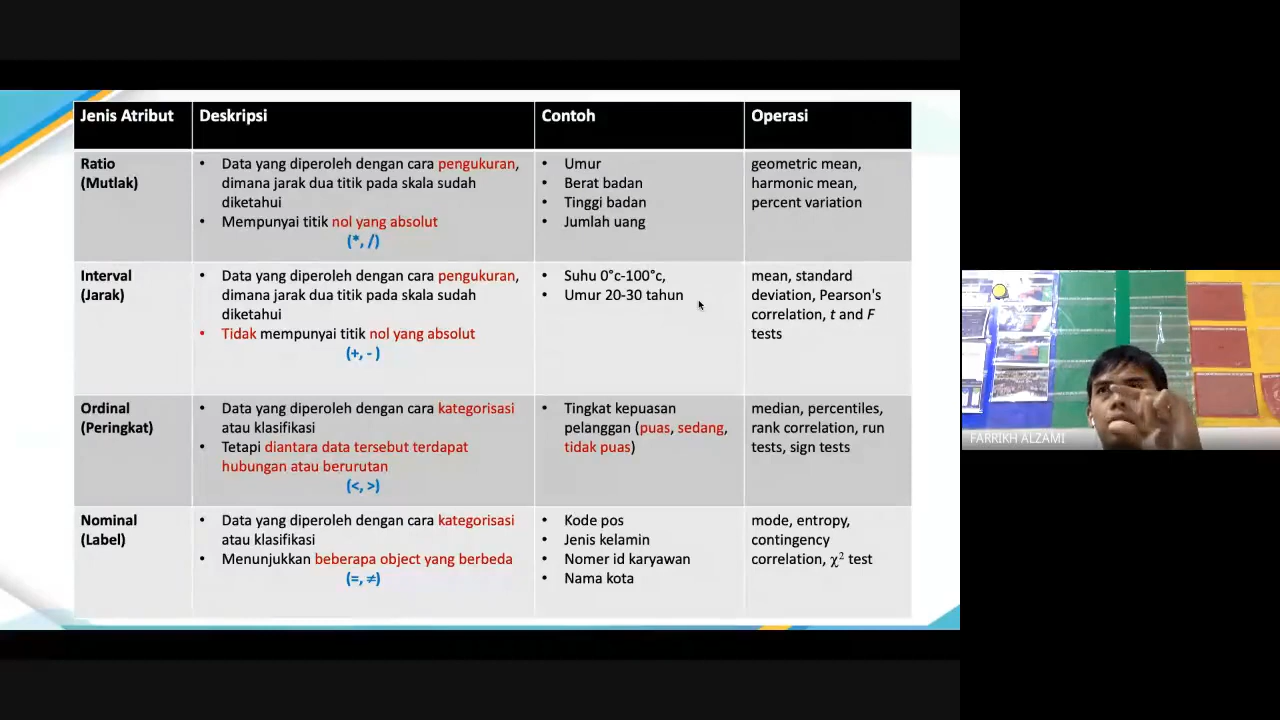 Jenis Atribut
Deskripsi
Contoh
Operasi
Ratio
(Mutlak)
• Data yang diperoleh dengan cara pengukuran,
dimana jarak dua titik pada skala sudah
diketahui
• Mempunyai titik nol yang absolut
(*, /)
• Umur
• Berat badan
• Tinggi badan
• Jumlah uang
geometric mean,
harmonic mean,
percent variation
Interval
(Jarak)
• Data yang diperoleh dengan cara pengukuran,
dimana jarak dua titik pada skala sudah
diketahui
• Tidak mempunyai titik nol yang absolut
(+, - )
• Suhu 0°c-100°c,
• Umur 20-30 tahun
mean, standard
deviation, Pearson's
correlation, t and F
tests
Ordinal
(Peringkat)
• Data yang diperoleh dengan cara kategorisasi
atau klasifikasi
• Tetapi diantara data tersebut terdapat
hubungan atau berurutan
(<, >)
• Tingkat kepuasan
pelanggan (puas, sedang,
tidak puas)
median, percentiles,
rank correlation, run
tests, sign tests
Nominal
(Label)
• Data yang diperoleh dengan cara kategorisasi
atau klasifikasi
• Menunjukkan beberapa object yang berbeda
(=, ≠)
• Kode pos
• Jenis kelamin
• Nomer id karyawan
• Nama kota
mode, entropy,
contingency
correlation, χ² test
FARRIKH ALZAMI